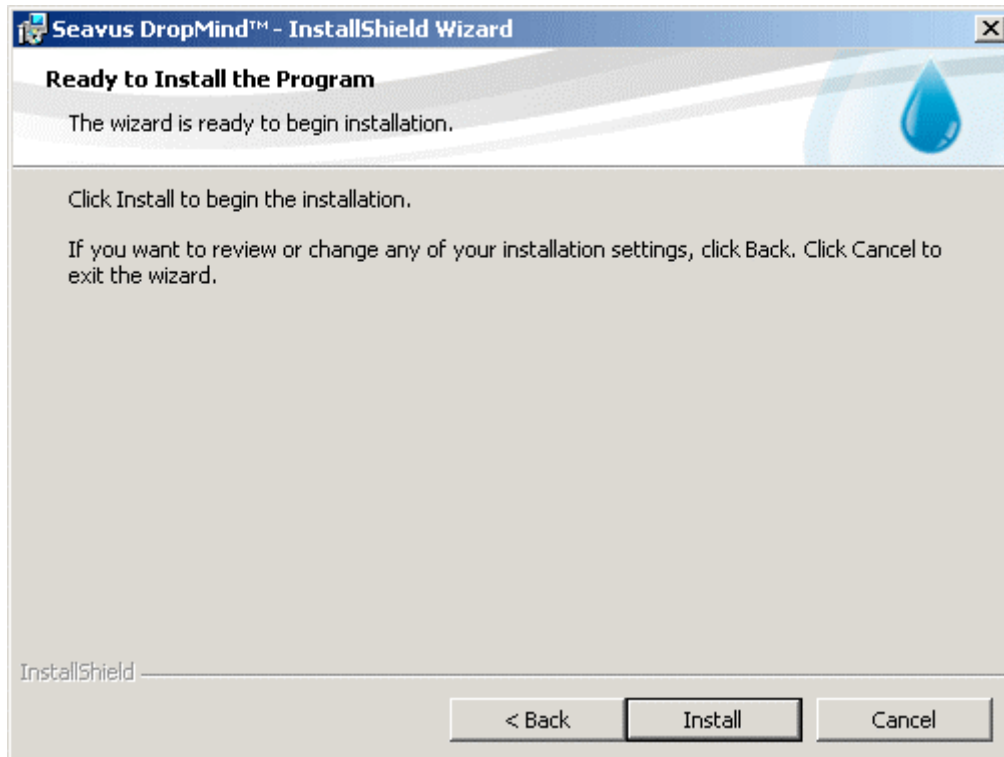 Seavus DropMind™ - InstallShield Wizard
Ready to Install the Program
The wizard is ready to begin installation.
Click Install to begin the installation.
If you want to review or change any of your installation settings, click Back. Click Cancel to
exit the wizard.
InstallShield
< Back
Install
Cancel